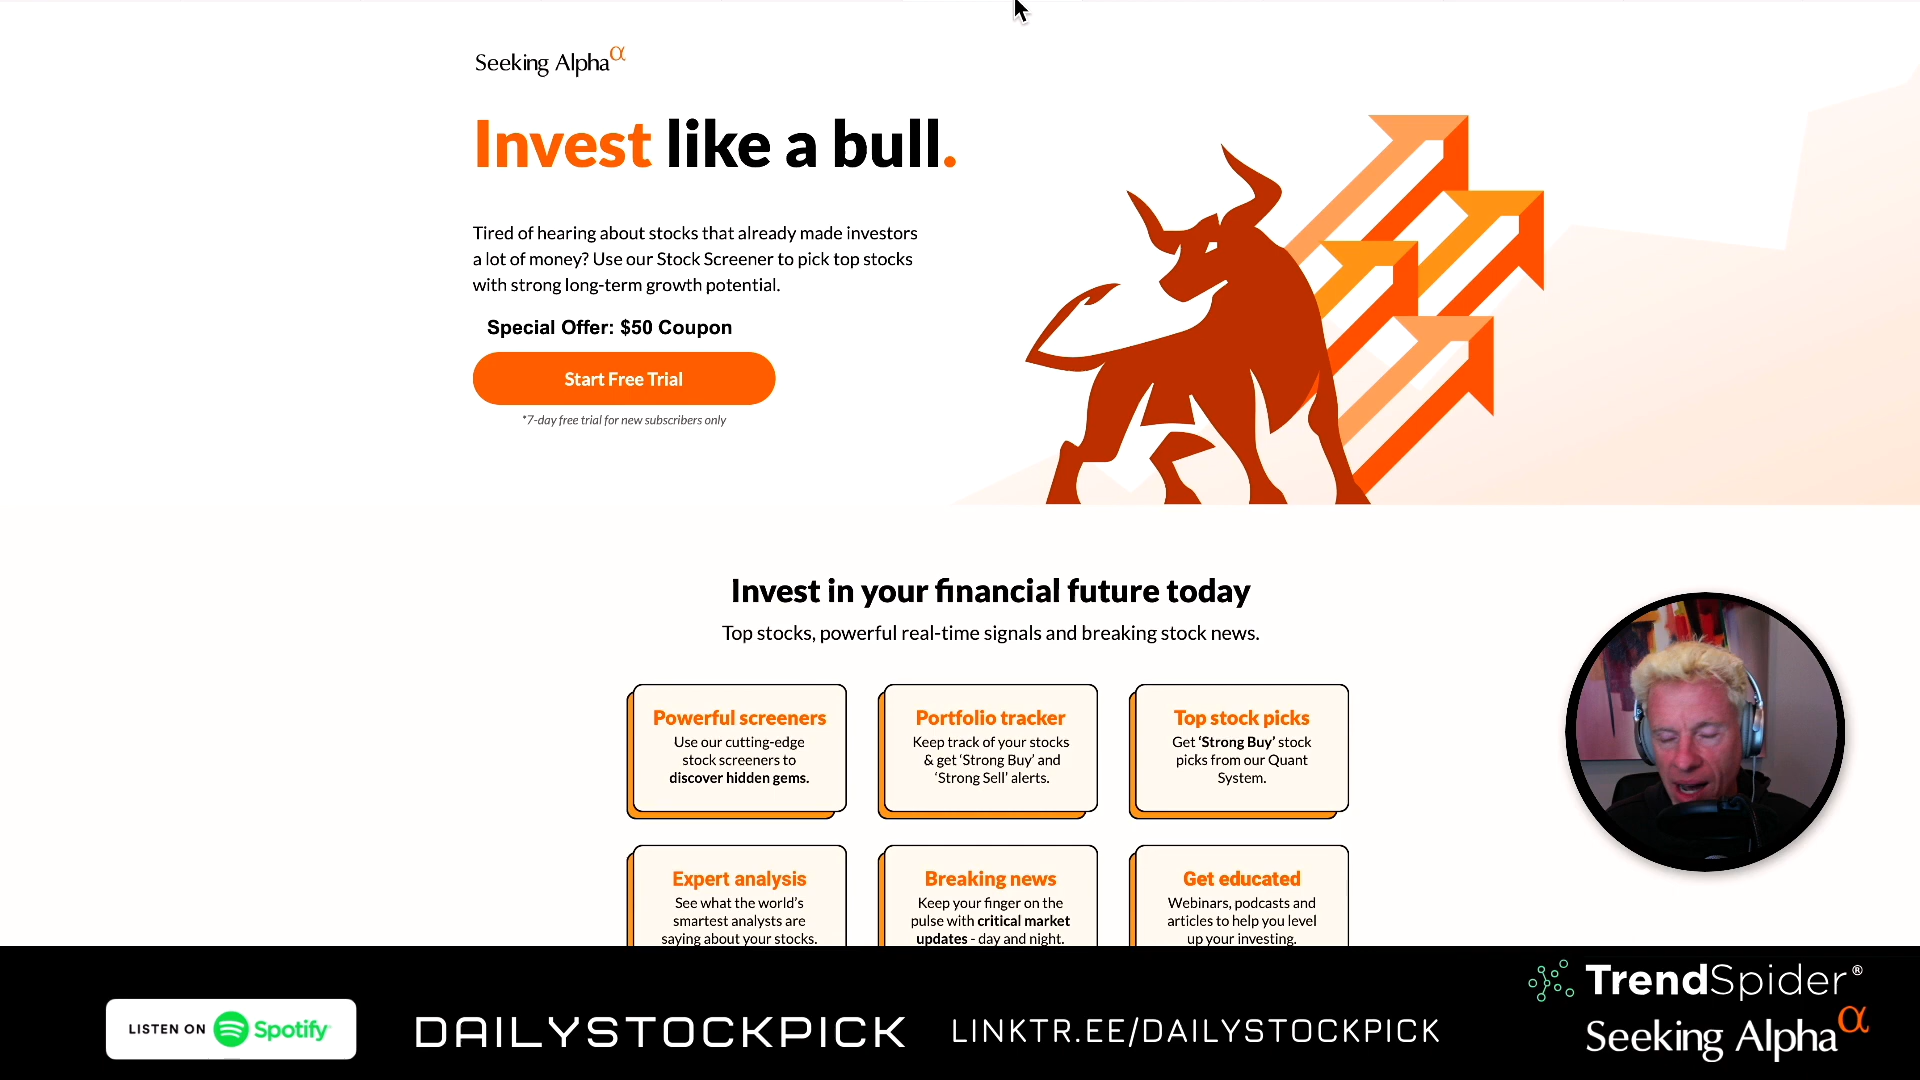 Seeking Alpha α
Invest like a bull.
Tired of hearing about stocks that already made investors
a lot of money? Use our Stock Screener to pick top stocks
with strong long-term growth potential.
Special Offer: $50 Coupon
Start Free Trial
*7-day free trial for new subscribers only
Invest in your financial future today
Top stocks, powerful real-time signals and breaking stock news.
Powerful screeners
Use our cutting-edge
stock screeners to
discover hidden gems.
Portfolio tracker
Keep track of your stocks
& get ‘Strong Buy’ and
‘Strong Sell’ alerts.
Top stock picks
Get ‘Strong Buy’ stock
picks from our Quant
System.
Expert analysis
See what the world’s
smartest analysts are
saying about your stocks.
Breaking news
Keep your finger on the
pulse with critical market
updates - day and night.
Get educated
Webinars, podcasts and
articles to help you level
up your investing.
LISTEN ON Spotify
DAILYSTOCKPICK
LINKTR.EE/DAILYSTOCKPICK
TrendSpider®
Seeking Alpha α